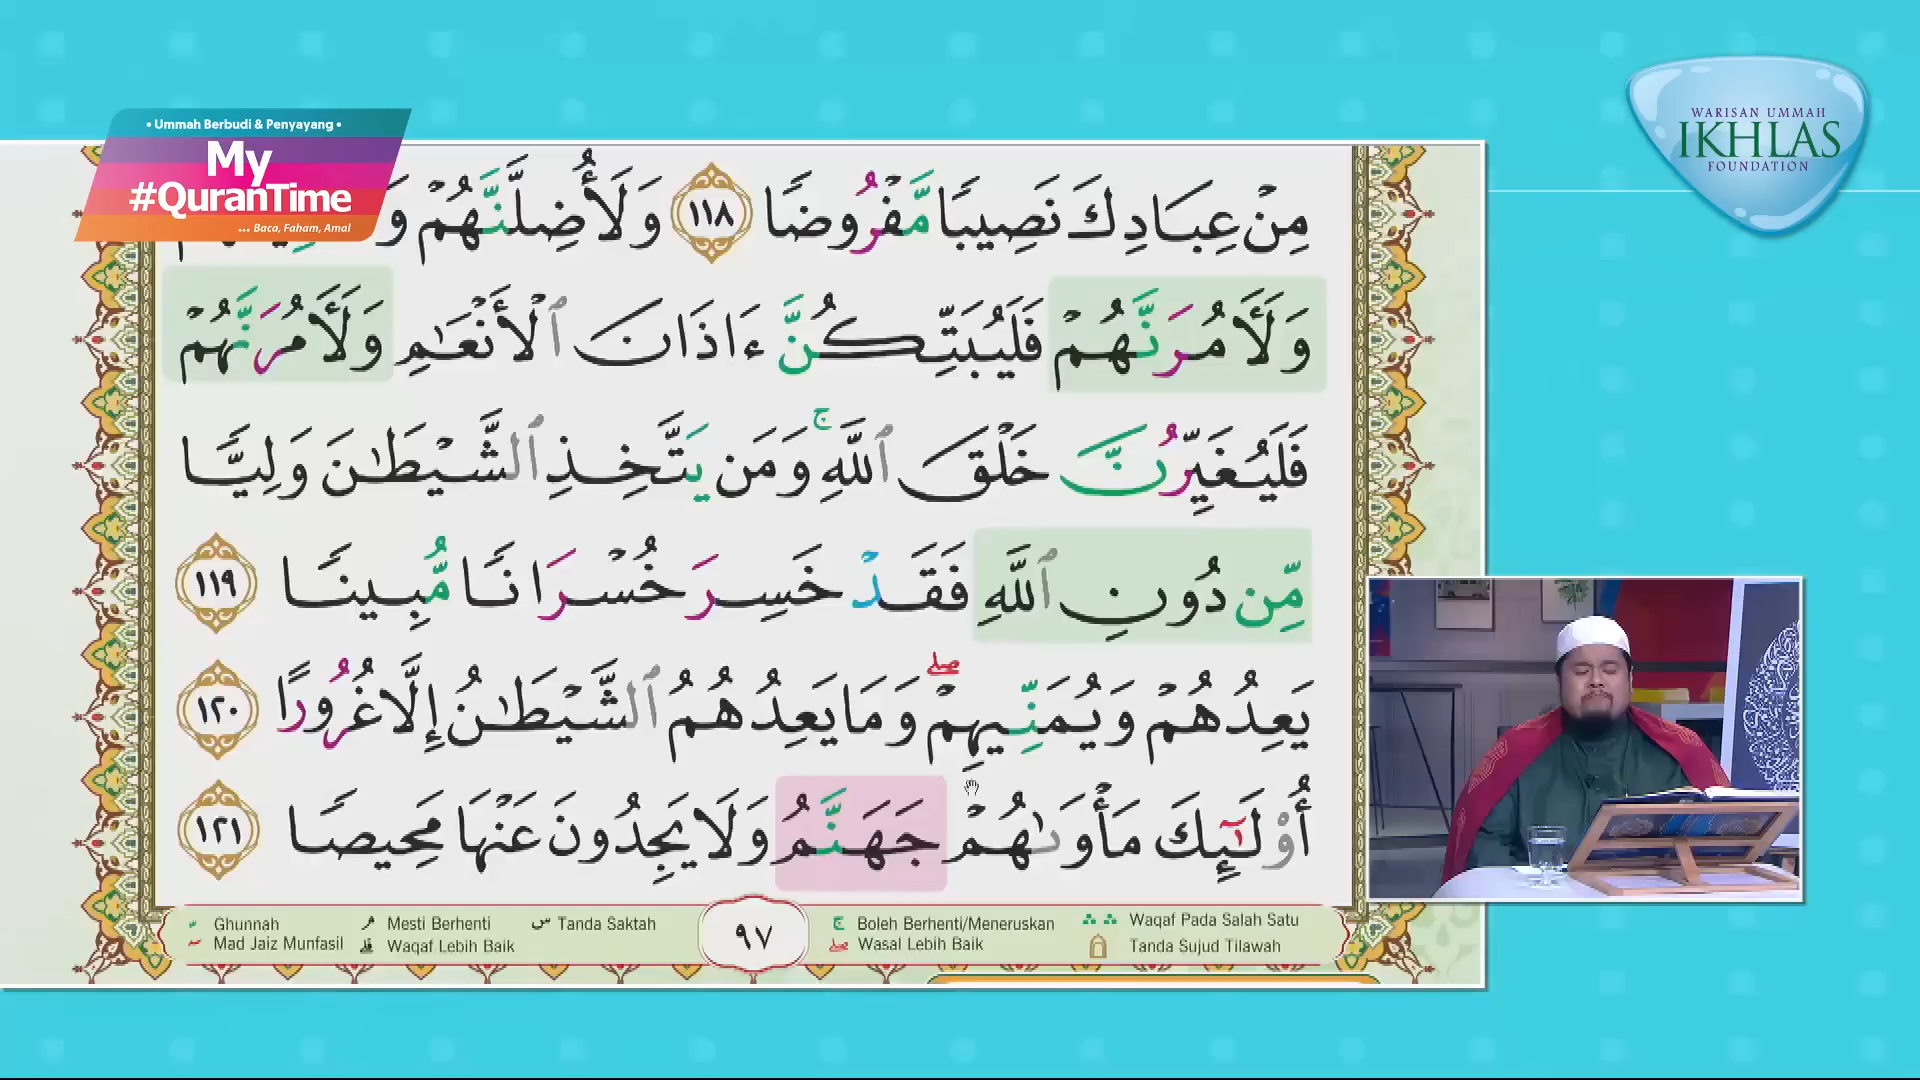 • Ummah Berbudi & Penyayang •
My
#QuranTime
... Baca, Faham, Amal
WARISAN UMMAH
IKHLAS
FOUNDATION
مِنْ عِبَادِكَ نَصِيبًا مَّفْرُوضًا ١١٨ وَلَأُضِلَّنَّهُمْ
وَلَأٓمُرَنَّهُمْ فَلَيُبَتِّكُنَّ ءَاذَانَ ٱلْأَنْعَٰمِ وَلَأٓمُرَنَّهُمْ
فَلَيُغَيِّرُنَّ خَلْقَ ٱللَّهِ ۚ وَمَن يَتَّخِذِ ٱلشَّيْطَٰنَ وَلِيًّا
مِّن دُونِ ٱللَّهِ فَقَدْ خَسِرَ خُسْرَانًا مُّبِينًا ١١٩
يَعِدُهُمْ وَيُمَنِّيهِمْ ۖ وَمَا يَعِدُهُمُ ٱلشَّيْطَٰنُ إِلَّا غُرُورًا ١٢٠
أُو۟لَٰٓئِكَ مَأْوَىٰهُمْ جَهَنَّمُ وَلَا يَجِدُونَ عَنْهَا مَحِيصًا ١٢١
Ghunnah
Mad Jaiz Munfasil
م Mesti Berhenti
قلى Waqaf Lebih Baik
س Tanda Saktah
٩٧
ج Boleh Berhenti/Meneruskan
صلى Wasal Lebih Baik
Waqaf Pada Salah Satu
Tanda Sujud Tilawah